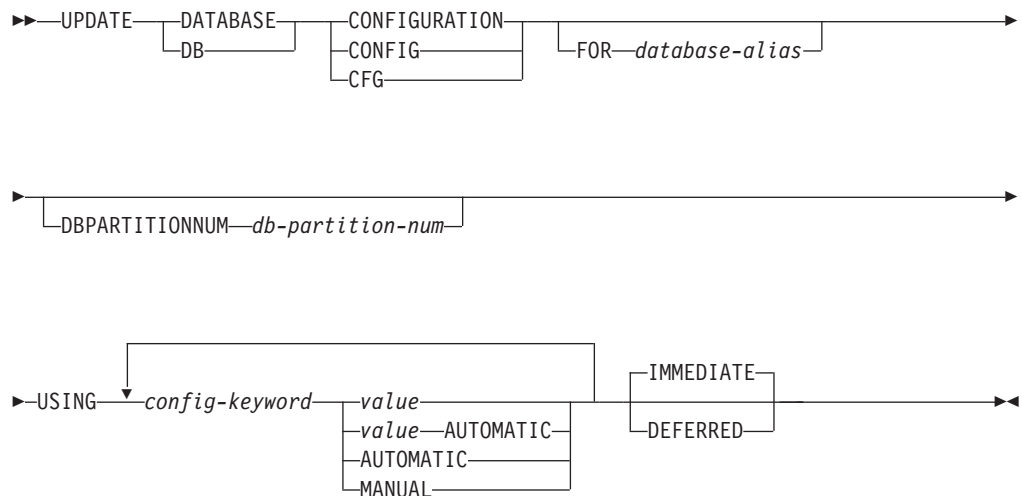 UPDATE DATABASE CONFIGURATION
DB CONFIG FOR database-alias
CFG
DBPARTITIONNUM db-partition-num
IMMEDIATE
USING config-keyword value
value AUTOMATIC DEFERRED
AUTOMATIC
MANUAL